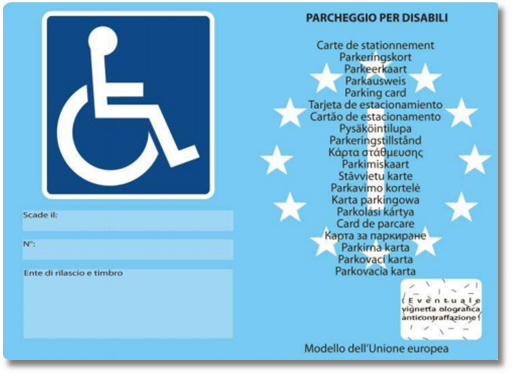 PARCHEGGIO PER DISABILI
Carte de stationnement
Parkeringskort
Parkeerkaart
Parkausweis
Parking card
Tarjeta de estacionamiento
Cartão de estacionamento
Pysäköintilupa
Parkeringstillstånd
Κάρτα στάθμευσης
Parkimiskaart
Stāvvietu karte
Parkavimo kortelė
Karta parkingowa
Parkolási kártya
Card de parcare
Карта за паркиране
Parkirna karta
Parkovací karta
Parkovacia karta
Scade il:
N°:
Ente di rilascio e timbro
(Eventuale
vignetta olografica
anticontraffazione)
Modello dell'Unione europea